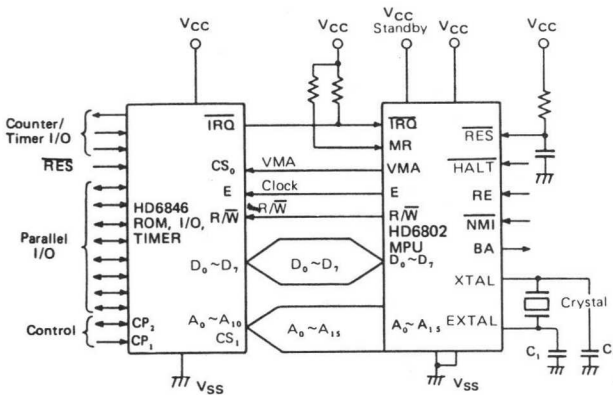 VCC
VCC
VCC
Standby
VCC
VCC
Counter/
Timer I/O
RES
Parallel
I/O
Control
IRQ
CS0
E
R/W
HD6846
ROM, I/O,
TIMER
D0~D7
A0~A10
CS1
CP2
CP1
VSS
VMA
Clock
R/W
D0~D7
A0~A15
IRQ
MR
VMA
E
R/W
HD6802
MPU
D0~D7
A0~A15
RES
HALT
RE
NMI
BA
XTAL
EXTAL
VSS
Crystal
C1
C